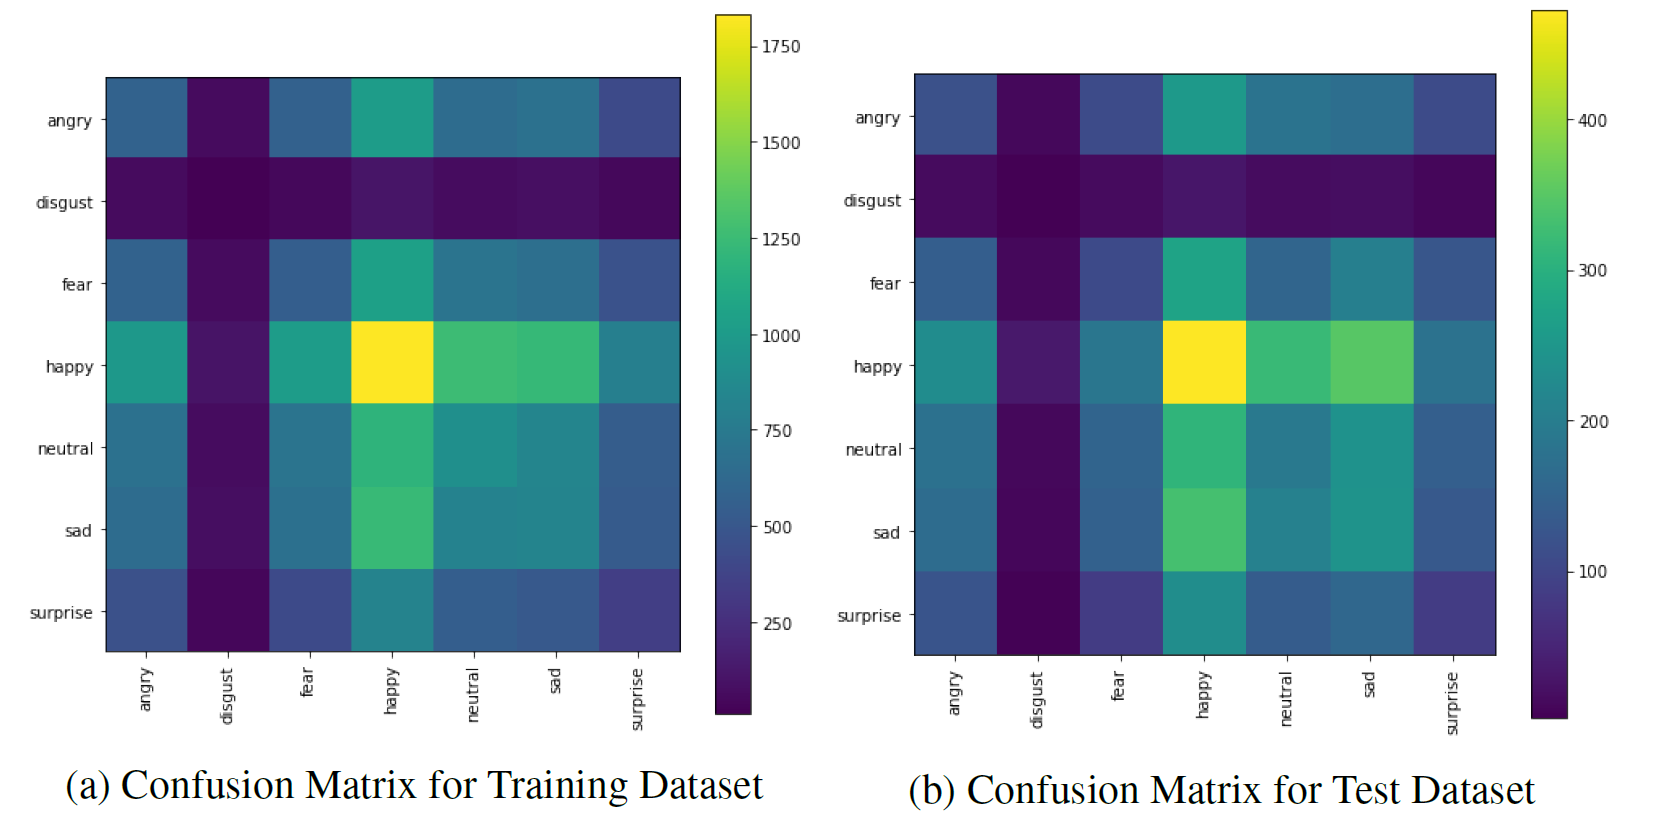 angry
disgust
fear
happy
neutral
sad
surprise
angry
disgust
fear
happy
neutral
sad
surprise
1750
1500
1250
1000
750
500
250
(a) Confusion Matrix for Training Dataset
angry
disgust
fear
happy
neutral
sad
surprise
angry
disgust
fear
happy
neutral
sad
surprise
400
300
200
100
(b) Confusion Matrix for Test Dataset